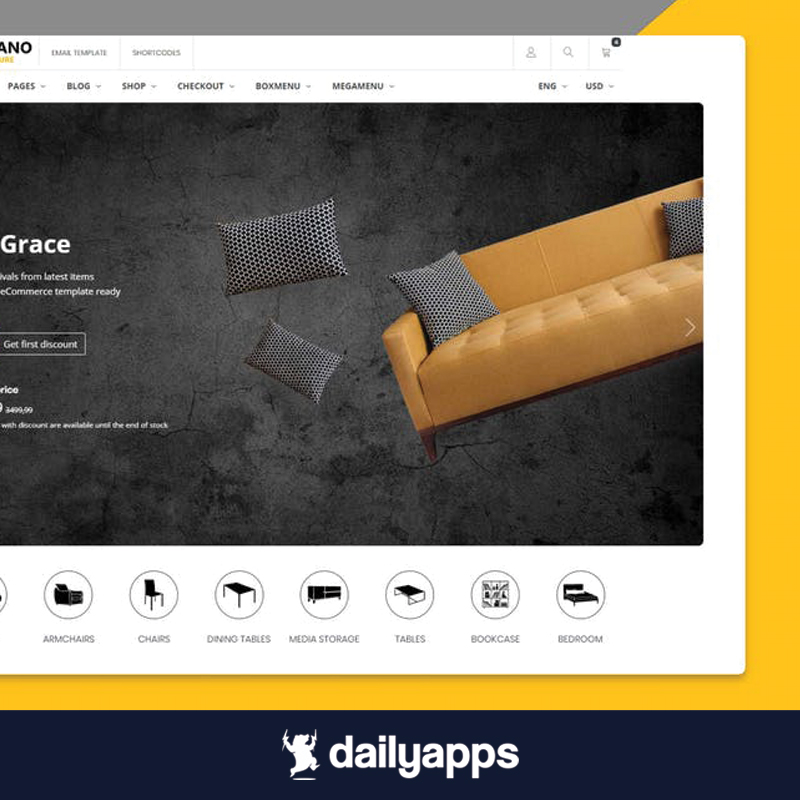 ANO
URE
EMAIL TEMPLATE
SHORTCODES
4
PAGES
BLOG
SHOP
CHECKOUT
BOXMENU
MEGAMENU
ENG
USD
Grace
ivals from latest items
eCommerce template ready
Get first discount
rice
9 3499,99
with discount are available until the end of stock
ARMCHAIRS
CHAIRS
DINING TABLES
MEDIA STORAGE
TABLES
BOOKCASE
BEDROOM
dailyapps